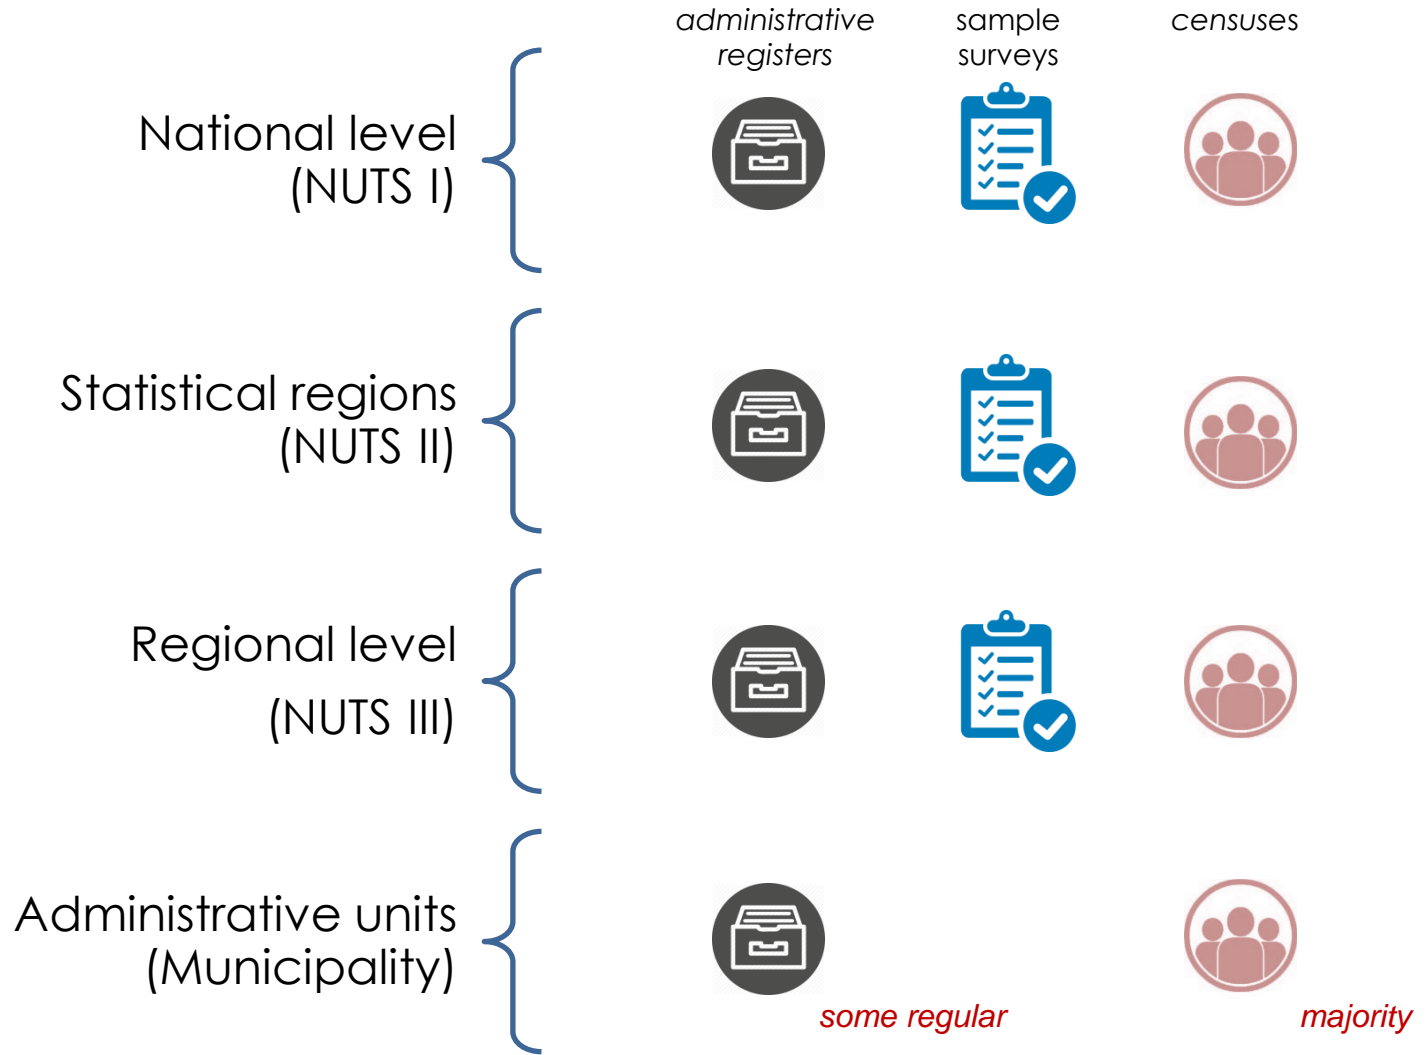 administrative
registers
sample
surveys
censuses
National level
(NUTS I)
Statistical regions
(NUTS II)
Regional level
(NUTS III)
Administrative units
(Municipality)
some regular
majority